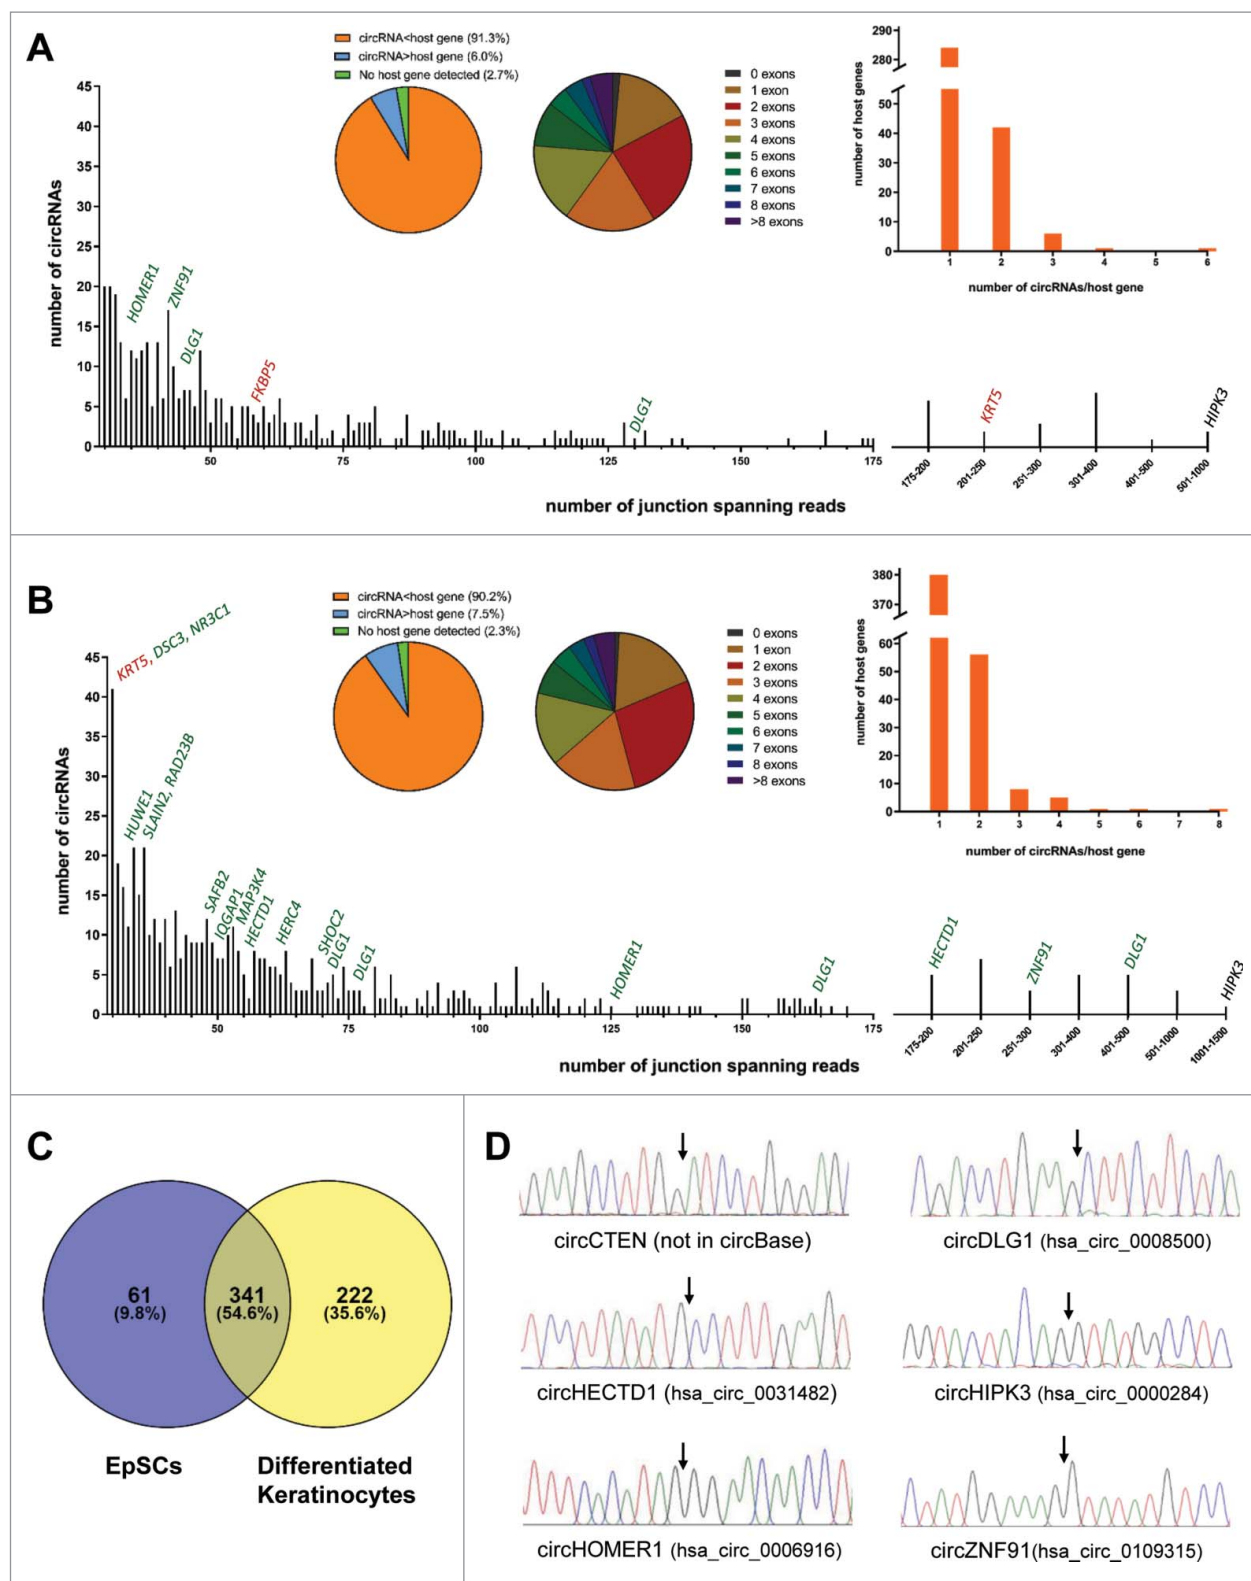 A
circRNA<host gene (91.3%)
circRNA>host gene (6.0%)
No host gene detected (2.7%)
0 exons
1 exon
2 exons
3 exons
4 exons
5 exons
6 exons
7 exons
8 exons
>8 exons
290
280
50
40
30
20
10
0
number of host genes
1 2 3 4 5 6
number of circRNAs/host gene
45
40
35
30
25
20
15
10
5
0
number of circRNAs
HOMER1
ZNF91
DLG1
FKBP5
DLG1
KRT5
HIPK3
50 75 100 125 150 175
175-200 201-250 251-300 301-400 401-500 501-1000
number of junction spanning reads
B
circRNA<host gene (90.2%)
circRNA>host gene (7.5%)
No host gene detected (2.3%)
0 exons
1 exon
2 exons
3 exons
4 exons
5 exons
6 exons
7 exons
8 exons
>8 exons
380
370
60
50
40
30
20
10
0
number of host genes
1 2 3 4 5 6 7 8
number of circRNAs/host gene
45
40
35
30
25
20
15
10
5
0
number of circRNAs
KRT5, DSC3, NR3C1
HUWE1
SLAIN2, RAD23B
SAFB2
IQGAP1
MAP3K4
HECTD1
HERC4
SHOC2
DLG1
DLG1
HOMER1
DLG1
HECTD1
ZNF91
DLG1
HIPK3
50 75 100 125 150 175
175-200 201-250 251-300 301-400 401-500 501-1000 1001-1500
number of junction spanning reads
C
61
(9.8%)
341
(54.6%)
222
(35.6%)
EpSCs
Differentiated
Keratinocytes
D
circCTEN (not in circBase)
circDLG1 (hsa_circ_0008500)
circHECTD1 (hsa_circ_0031482)
circHIPK3 (hsa_circ_0000284)
circHOMER1 (hsa_circ_0006916)
circZNF91(hsa_circ_0109315)